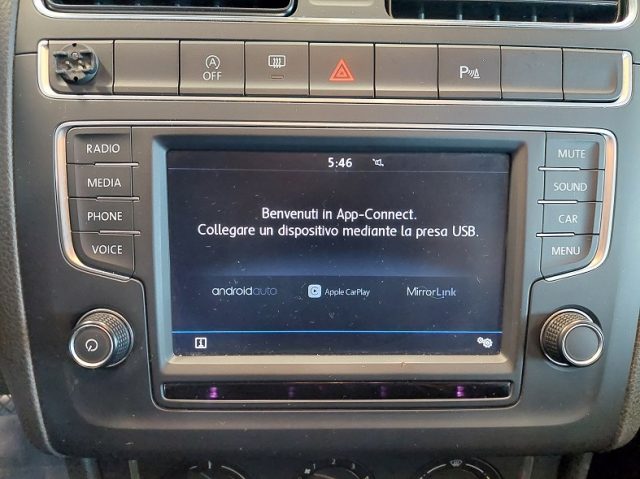 A
OFF
P
RADIO
MEDIA
PHONE
VOICE
5:46
Benvenuti in App-Connect.
Collegare un dispositivo mediante la presa USB.
androidauto
Apple CarPlay
MirrorLink
i
MUTE
SOUND
CAR
MENU